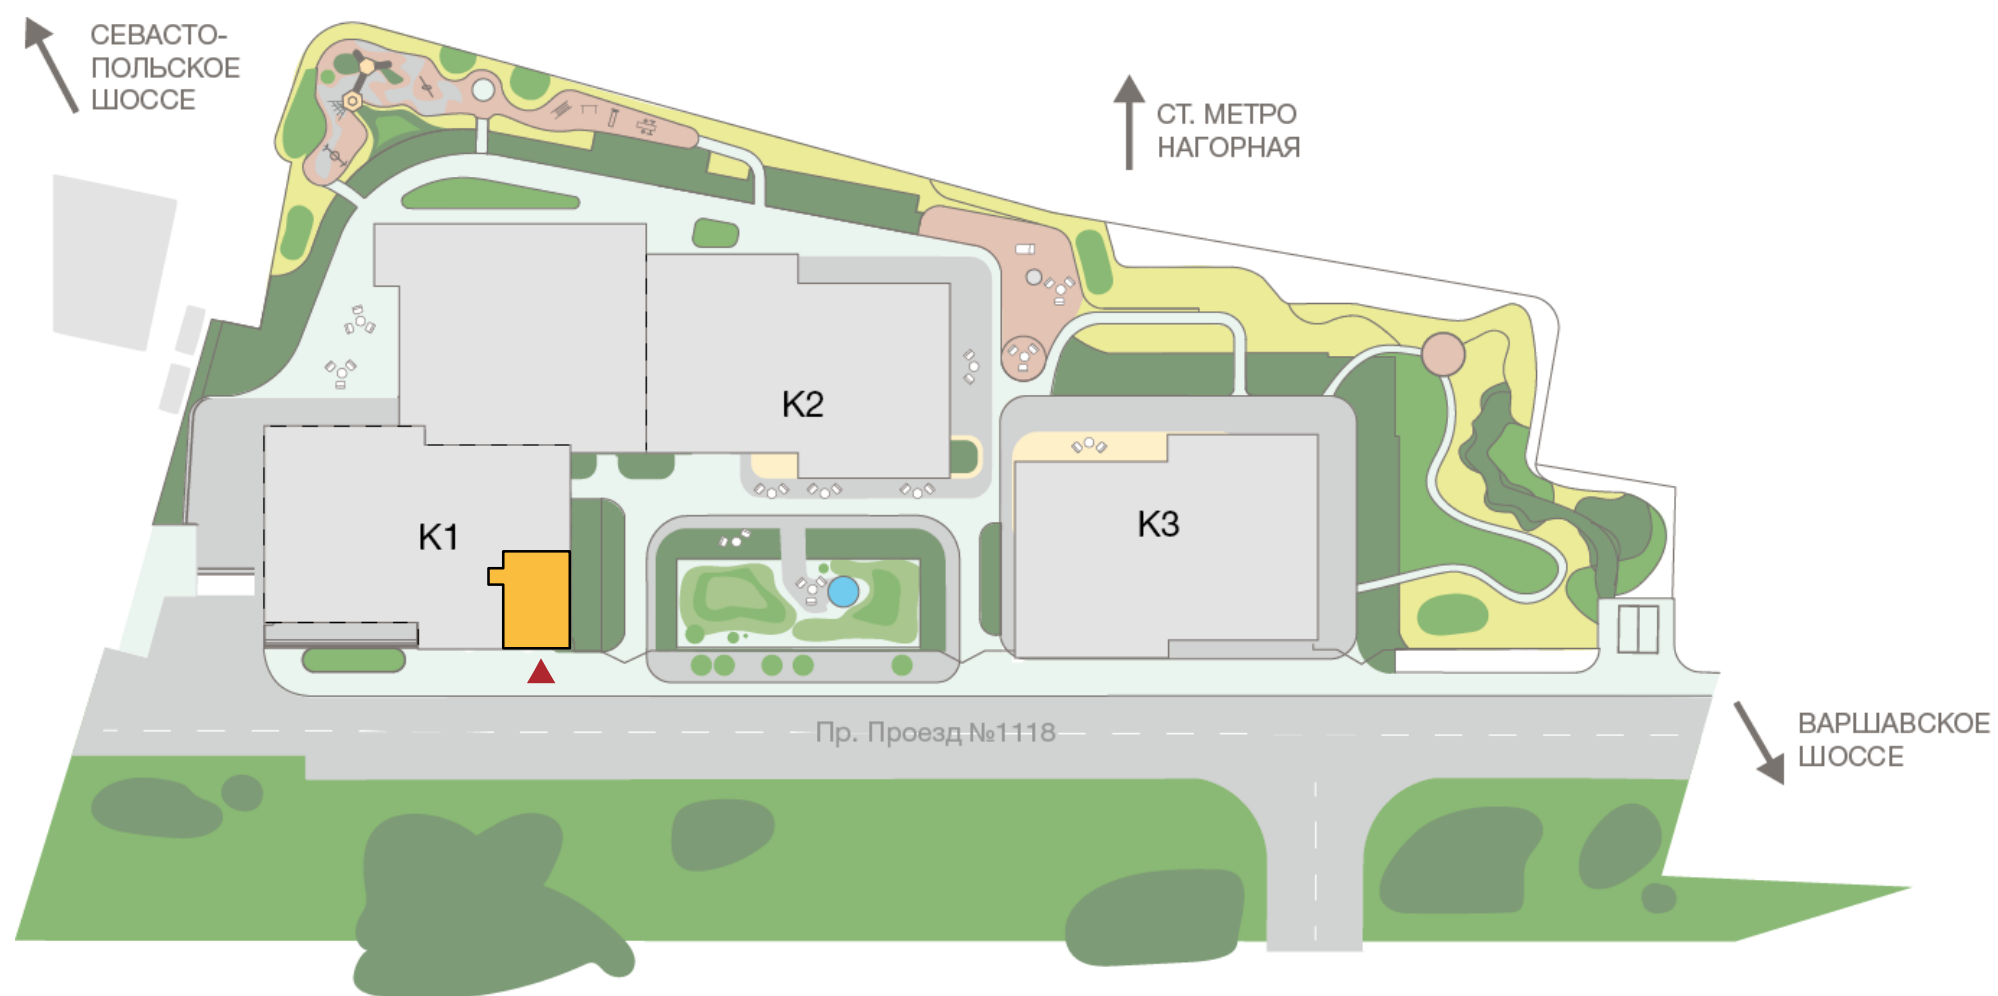 СЕВАСТО-
ПОЛЬСКОЕ
ШОССЕ
СТ. МЕТРО
НАГОРНАЯ
К2
К1
К3
Пр. Проезд №1118
ВАРШАВСКОЕ
ШОССЕ